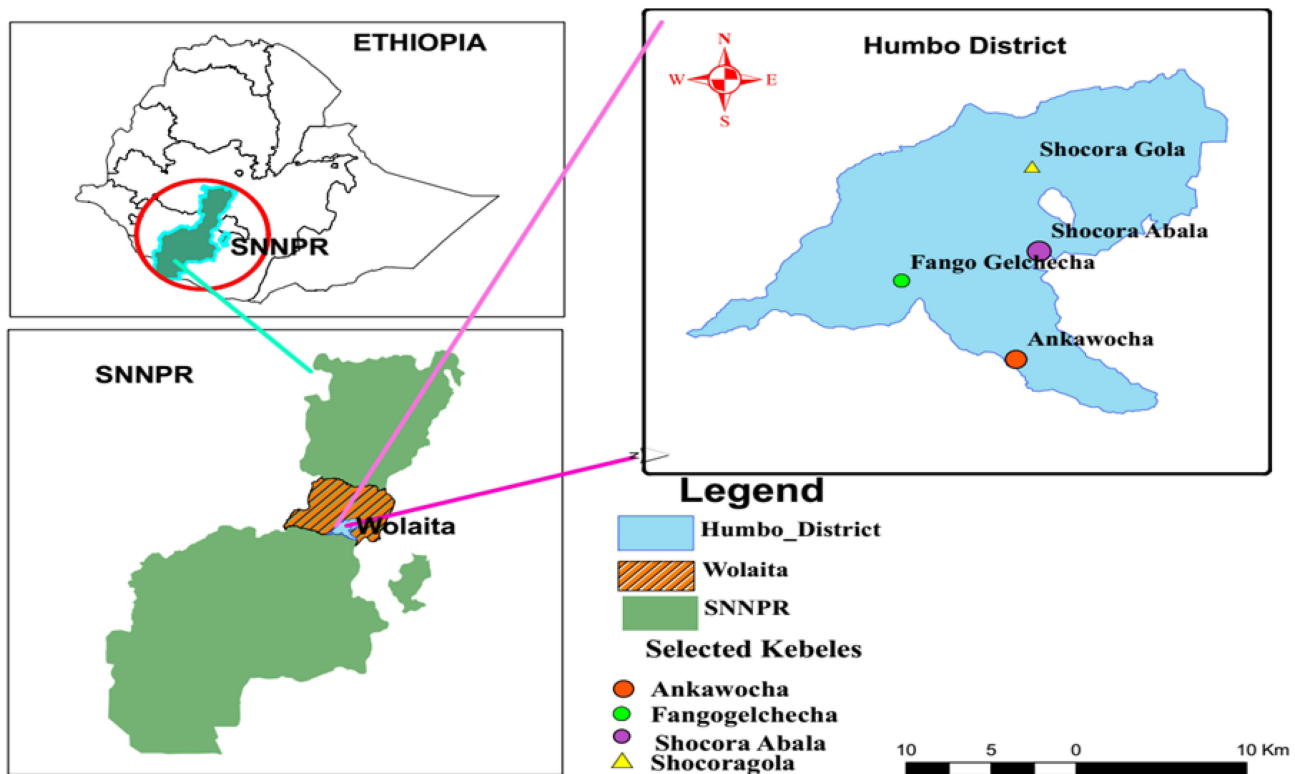 ETHIOPIA
SNNPR
SNNPR
Wolaita
Humbo District
N
W E
S
Shocora Gola
Shocora Abala
Fango Gelchecha
Ankawocha
N
Legend
Humbo_District
Wolaita
SNNPR
Selected Kebeles
Ankawocha
Fangogelchecha
Shocora Abala
Shocoragola
10 5 0 10 Km